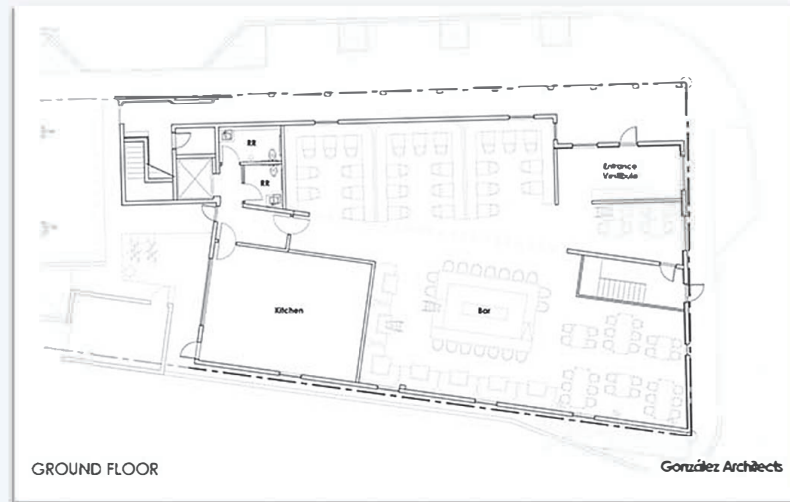 RR
RR
Entrance
Vestibule
Kitchen
Bar
GROUND FLOOR
González Architects